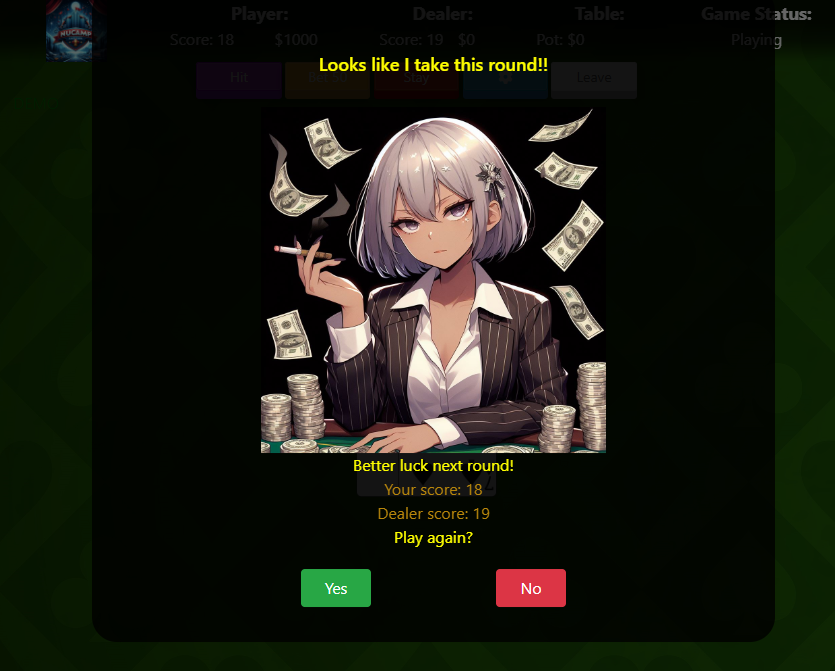 Player: Dealer: Table: Game Status:
Score: 18 $1000 Score: 19 $0 Pot: $0 Playing
Looks like I take this round!!
Hit Stay Leave
Better luck next round!
Your score: 18
Dealer score: 19
Play again?
Yes No